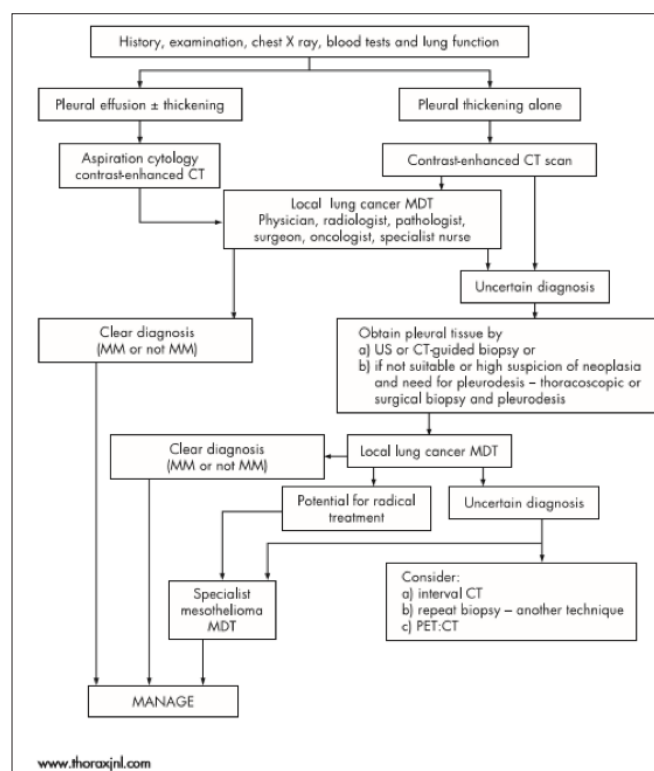 History, examination, chest X ray, blood tests and lung function
Pleural effusion ± thickening
Pleural thickening alone
Aspiration cytology
contrast-enhanced CT
Contrast-enhanced CT scan
Local lung cancer MDT
Physician, radiologist, pathologist,
surgeon, oncologist, specialist nurse
Uncertain diagnosis
Clear diagnosis
(MM or not MM)
Obtain pleural tissue by
a) US or CT-guided biopsy or
b) if not suitable or high suspicion of neoplasia
and need for pleurodesis – thoracoscopic or
surgical biopsy and pleurodesis
Clear diagnosis
(MM or not MM)
Local lung cancer MDT
Potential for radical
treatment
Uncertain diagnosis
Specialist
mesothelioma
MDT
Consider:
a) interval CT
b) repeat biopsy – another technique
c) PET:CT
MANAGE
www.thoraxjnl.com